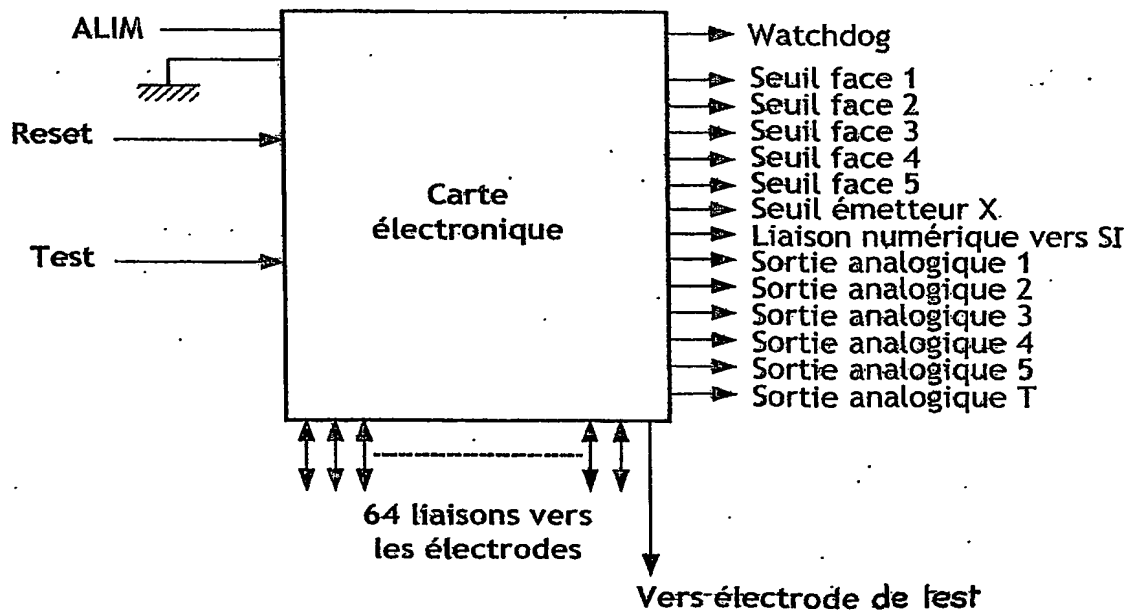 ALIM
Reset
Test
Carte
électronique
Watchdog
Seuil face 1
Seuil face 2
Seuil face 3
Seuil face 4
Seuil face 5
Seuil émetteur X
Liaison numérique vers SI
Sortie analogique 1
Sortie analogique 2
Sortie analogique 3
Sortie analogique 4
Sortie analogique 5
Sortie analogique T
64 liaisons vers
les électrodes
Vers électrode de test